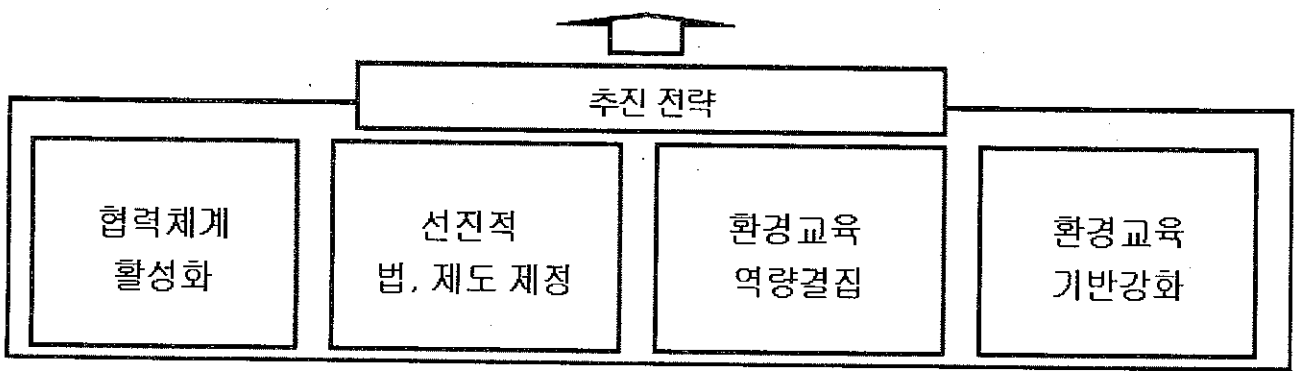 추진 전략
협력체계
활성화
선진적
법, 제도 제정
환경교육
역량결집
환경교육
기반강화